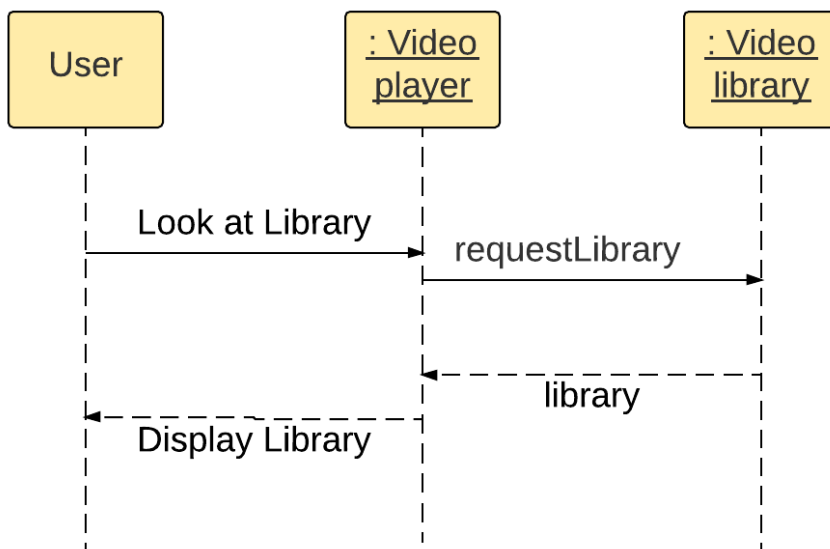 User
: Video
player
: Video
library
Look at Library
requestLibrary
library
Display Library